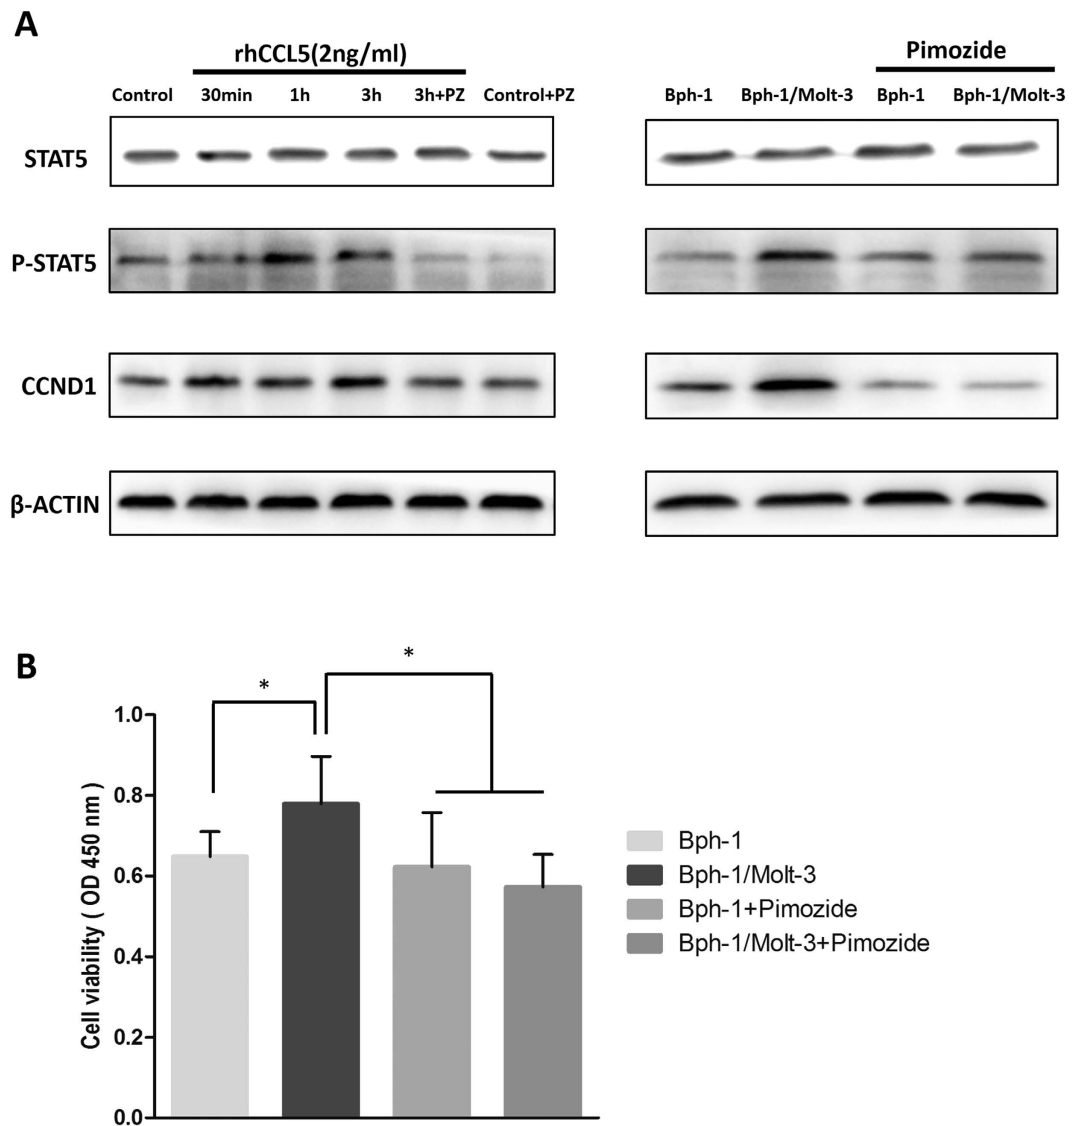 A
rhCCL5(2ng/ml)
Pimozide
Control 30min 1h 3h 3h+PZ Control+PZ
Bph-1 Bph-1/Molt-3 Bph-1 Bph-1/Molt-3
STAT5
P-STAT5
CCND1
β-ACTIN
B
*
*
1.0
0.8
0.6
0.4
0.2
0.0
Cell viability ( OD 450 nm )
Bph-1
Bph-1/Molt-3
Bph-1+Pimozide
Bph-1/Molt-3+Pimozide